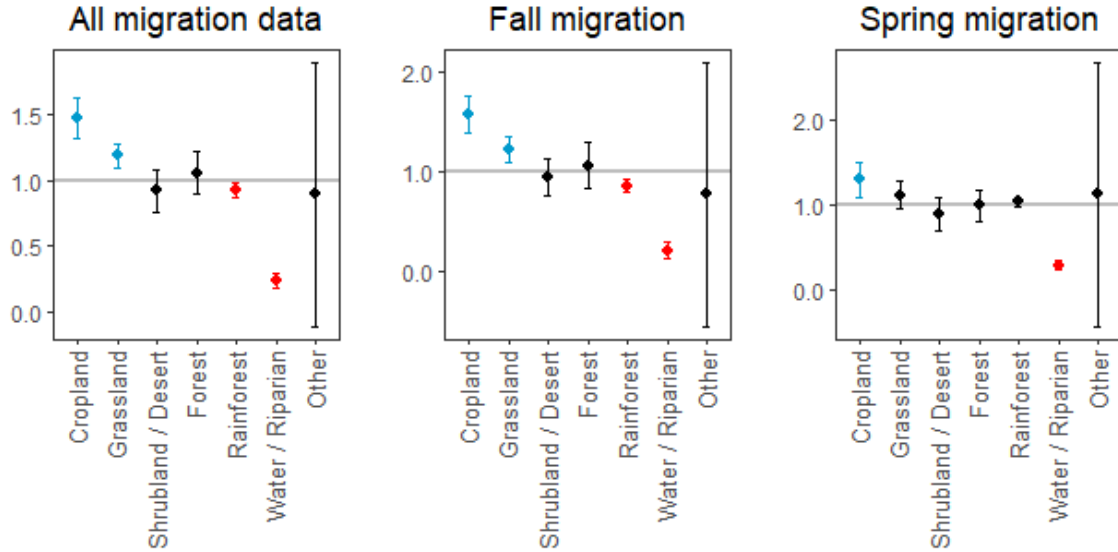 All migration data
1.5
1.0
0.5
0.0
Cropland
Grassland
Shrubland / Desert
Forest
Rainforest
Water / Riparian
Other
Fall migration
2.0
1.0
0.0
Cropland
Grassland
Shrubland / Desert
Forest
Rainforest
Water / Riparian
Other
Spring migration
2.0
1.0
0.0
Cropland
Grassland
Shrubland / Desert
Forest
Rainforest
Water / Riparian
Other